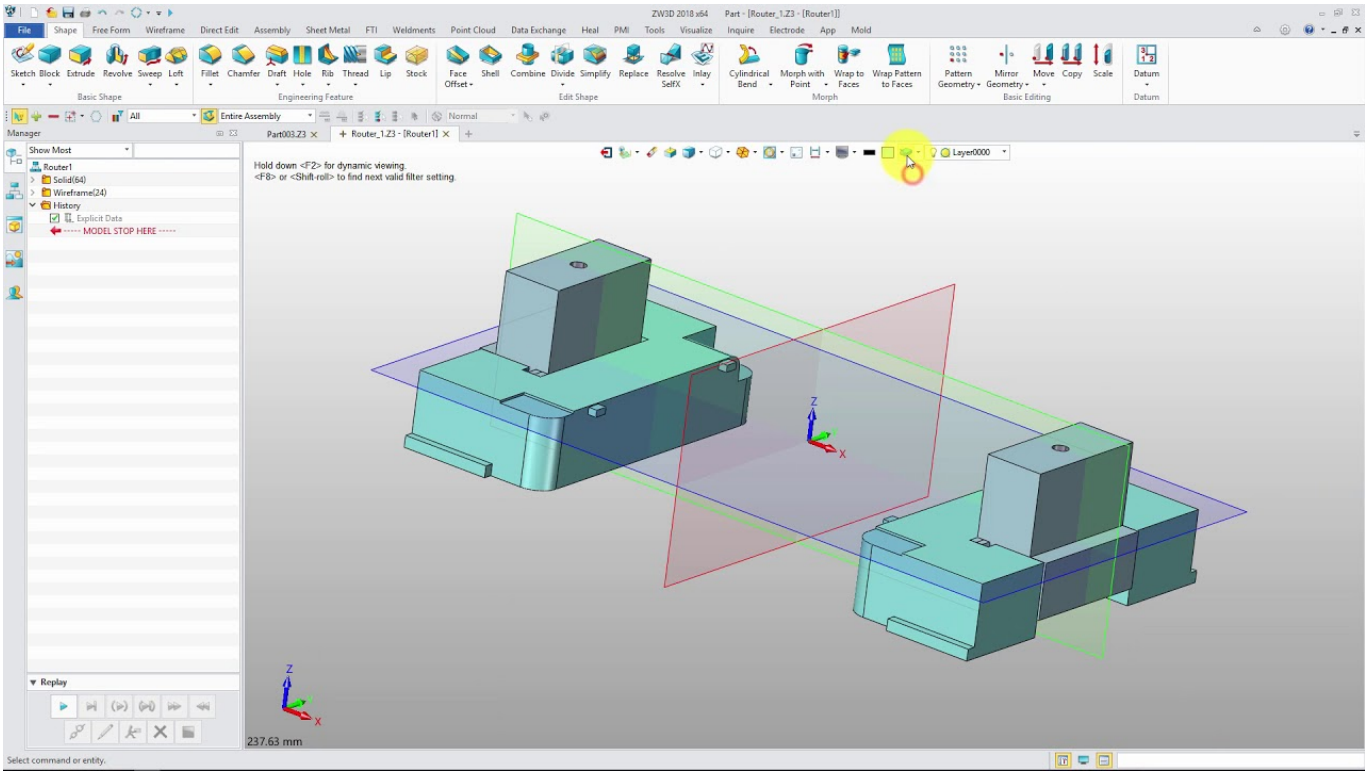 ZW3D 2018 x64 Part - [Router_1.Z3 - [Router1]]
File Shape Free Form Wireframe Direct Edit Assembly Sheet Metal FTI Weldments Point Cloud Data Exchange Heal PMI Tools Visualize Inquire Electrode App Mold
Sketch Block Extrude Revolve Sweep Loft Fillet Chamfer Draft Hole Rib Thread Lip Stock Face Offset Shell Combine Divide Simplify Replace Resolve SelfX Inlay Cylindrical Bend Morph with Point Wrap to Faces Wrap Pattern to Faces Pattern Geometry Mirror Geometry Move Copy Scale Datum
Basic Shape Engineering Feature Edit Shape Morph Basic Editing Datum
All Entire Assembly Normal
Manager Part003.Z3 Router_1.Z3 - [Router1]
Show Most
Layer0000
Hold down <F2> for dynamic viewing.
<F8> or <Shift-roll> to find next valid filter setting.
Router1
Solid(64)
Wireframe(24)
History
Explicit Data
----- MODEL STOP HERE -----
Z
X
Replay
Z
X
237.63 mm
Select command or entity.